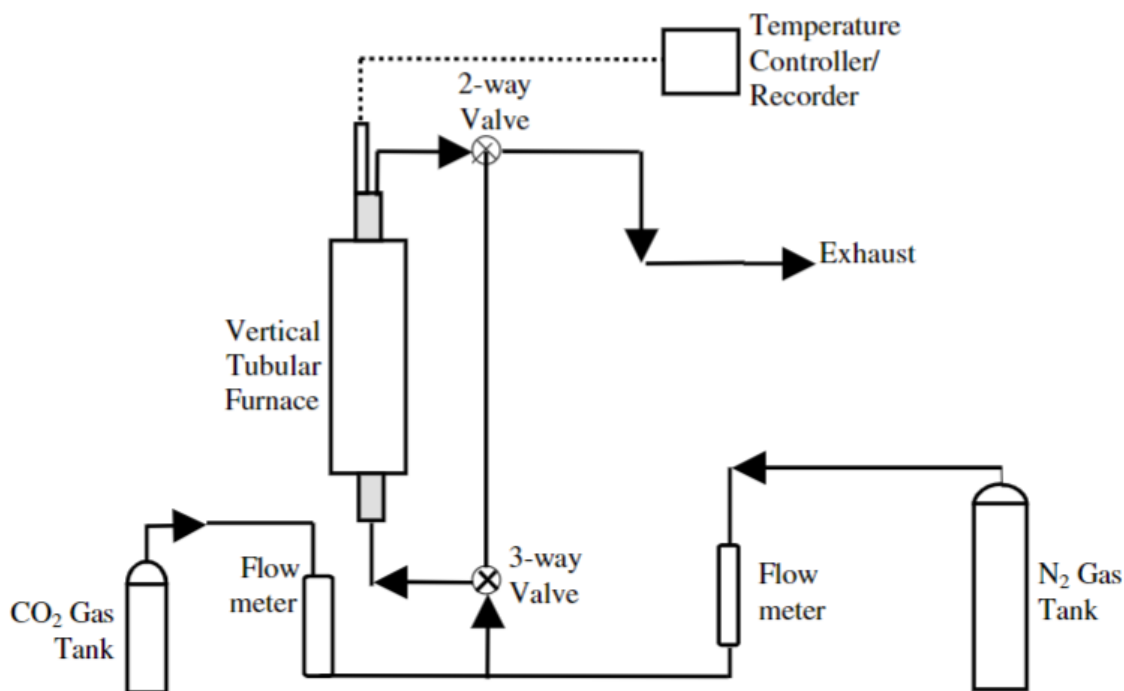 Temperature
Controller/
Recorder
2-way
Valve
Exhaust
Vertical
Tubular
Furnace
3-way
Valve
Flow
meter
CO₂ Gas
Tank
Flow
meter
N₂ Gas
Tank